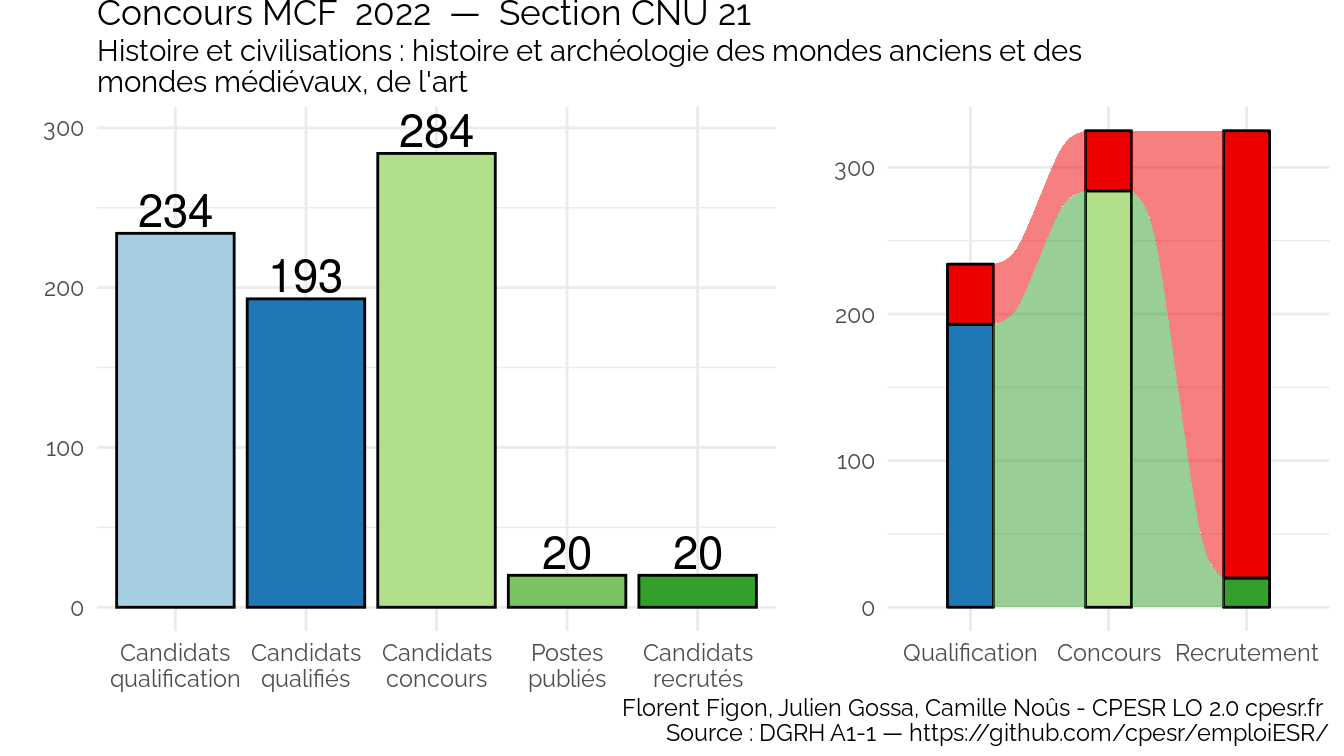 Concours MCF 2022 — Section CNU 21
Histoire et civilisations : histoire et archéologie des mondes anciens et des
mondes médiévaux, de l'art
300
200
100
0
234
193
284
20
20
Candidats
qualification
Candidats
qualifiés
Candidats
concours
Postes
publiés
Candidats
recrutés
300
200
100
0
Qualification
Concours
Recrutement
Florent Figon, Julien Gossa, Camille Noûs - CPESR LO 2.0 cpesr.fr
Source : DGRH A1-1 — https://github.com/cpesr/emploiESR/